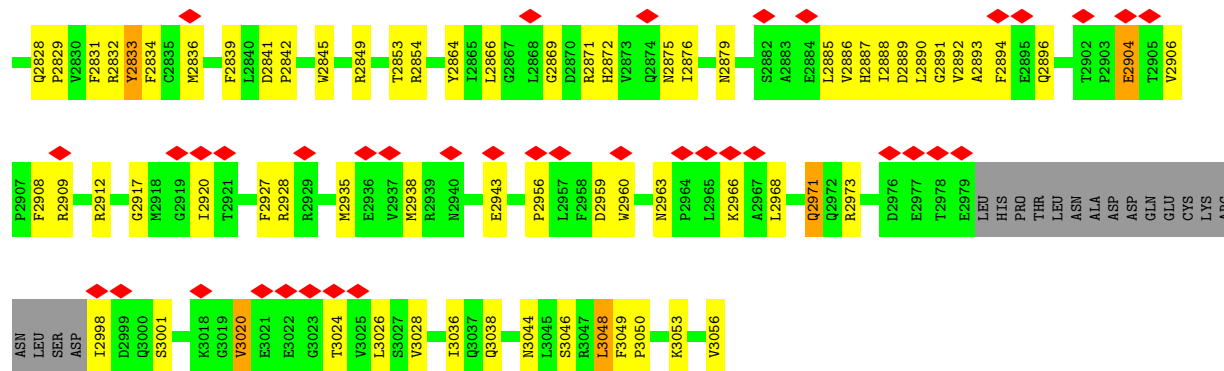 Q2828 P2829 V2830 F2831 R2832 Y2833 F2834 C2835 M2836 F2839 L2840 D2841 P2842 W2845 R2849 T2853 R2854 Y2864 I2865 L2866 G2867 L2868 G2869 D2870 R2871 H2872 V2873 Q2874 N2875 I2876 N2879 S2882 A2883 E2884 L2885 V2886 H2887 I2888 D2889 L2890 G2891 V2892 A2893 F2894 E2895 Q2896 T2902 P2903 E2904 T2905 V2906
P2907 F2908 R2909 R2912 G2917 M2918 G2919 I2920 T2921 F2927 R2928 R2929 M2935 E2936 V2937 M2938 R2939 N2940 E2943 P2956 L2957 F2958 D2959 W2960 N2963 P2964 L2965 K2966 A2967 L2968 Q2971 Q2972 R2973 D2976 E2977 T2978 E2979 LEU HIS PRO THR LEU ASN ALA ASP ASP GLN GLU CYS LYS ARG
ASN LEU SER ASP I2998 D2999 Q3000 S3001 K3018 G3019 V3020 E3021 E3022 G3023 T3024 V3025 L3026 S3027 V3028 I3036 Q3037 Q3038 N3044 L3045 S3046 R3047 L3048 F3049 P3050 K3053 V3056